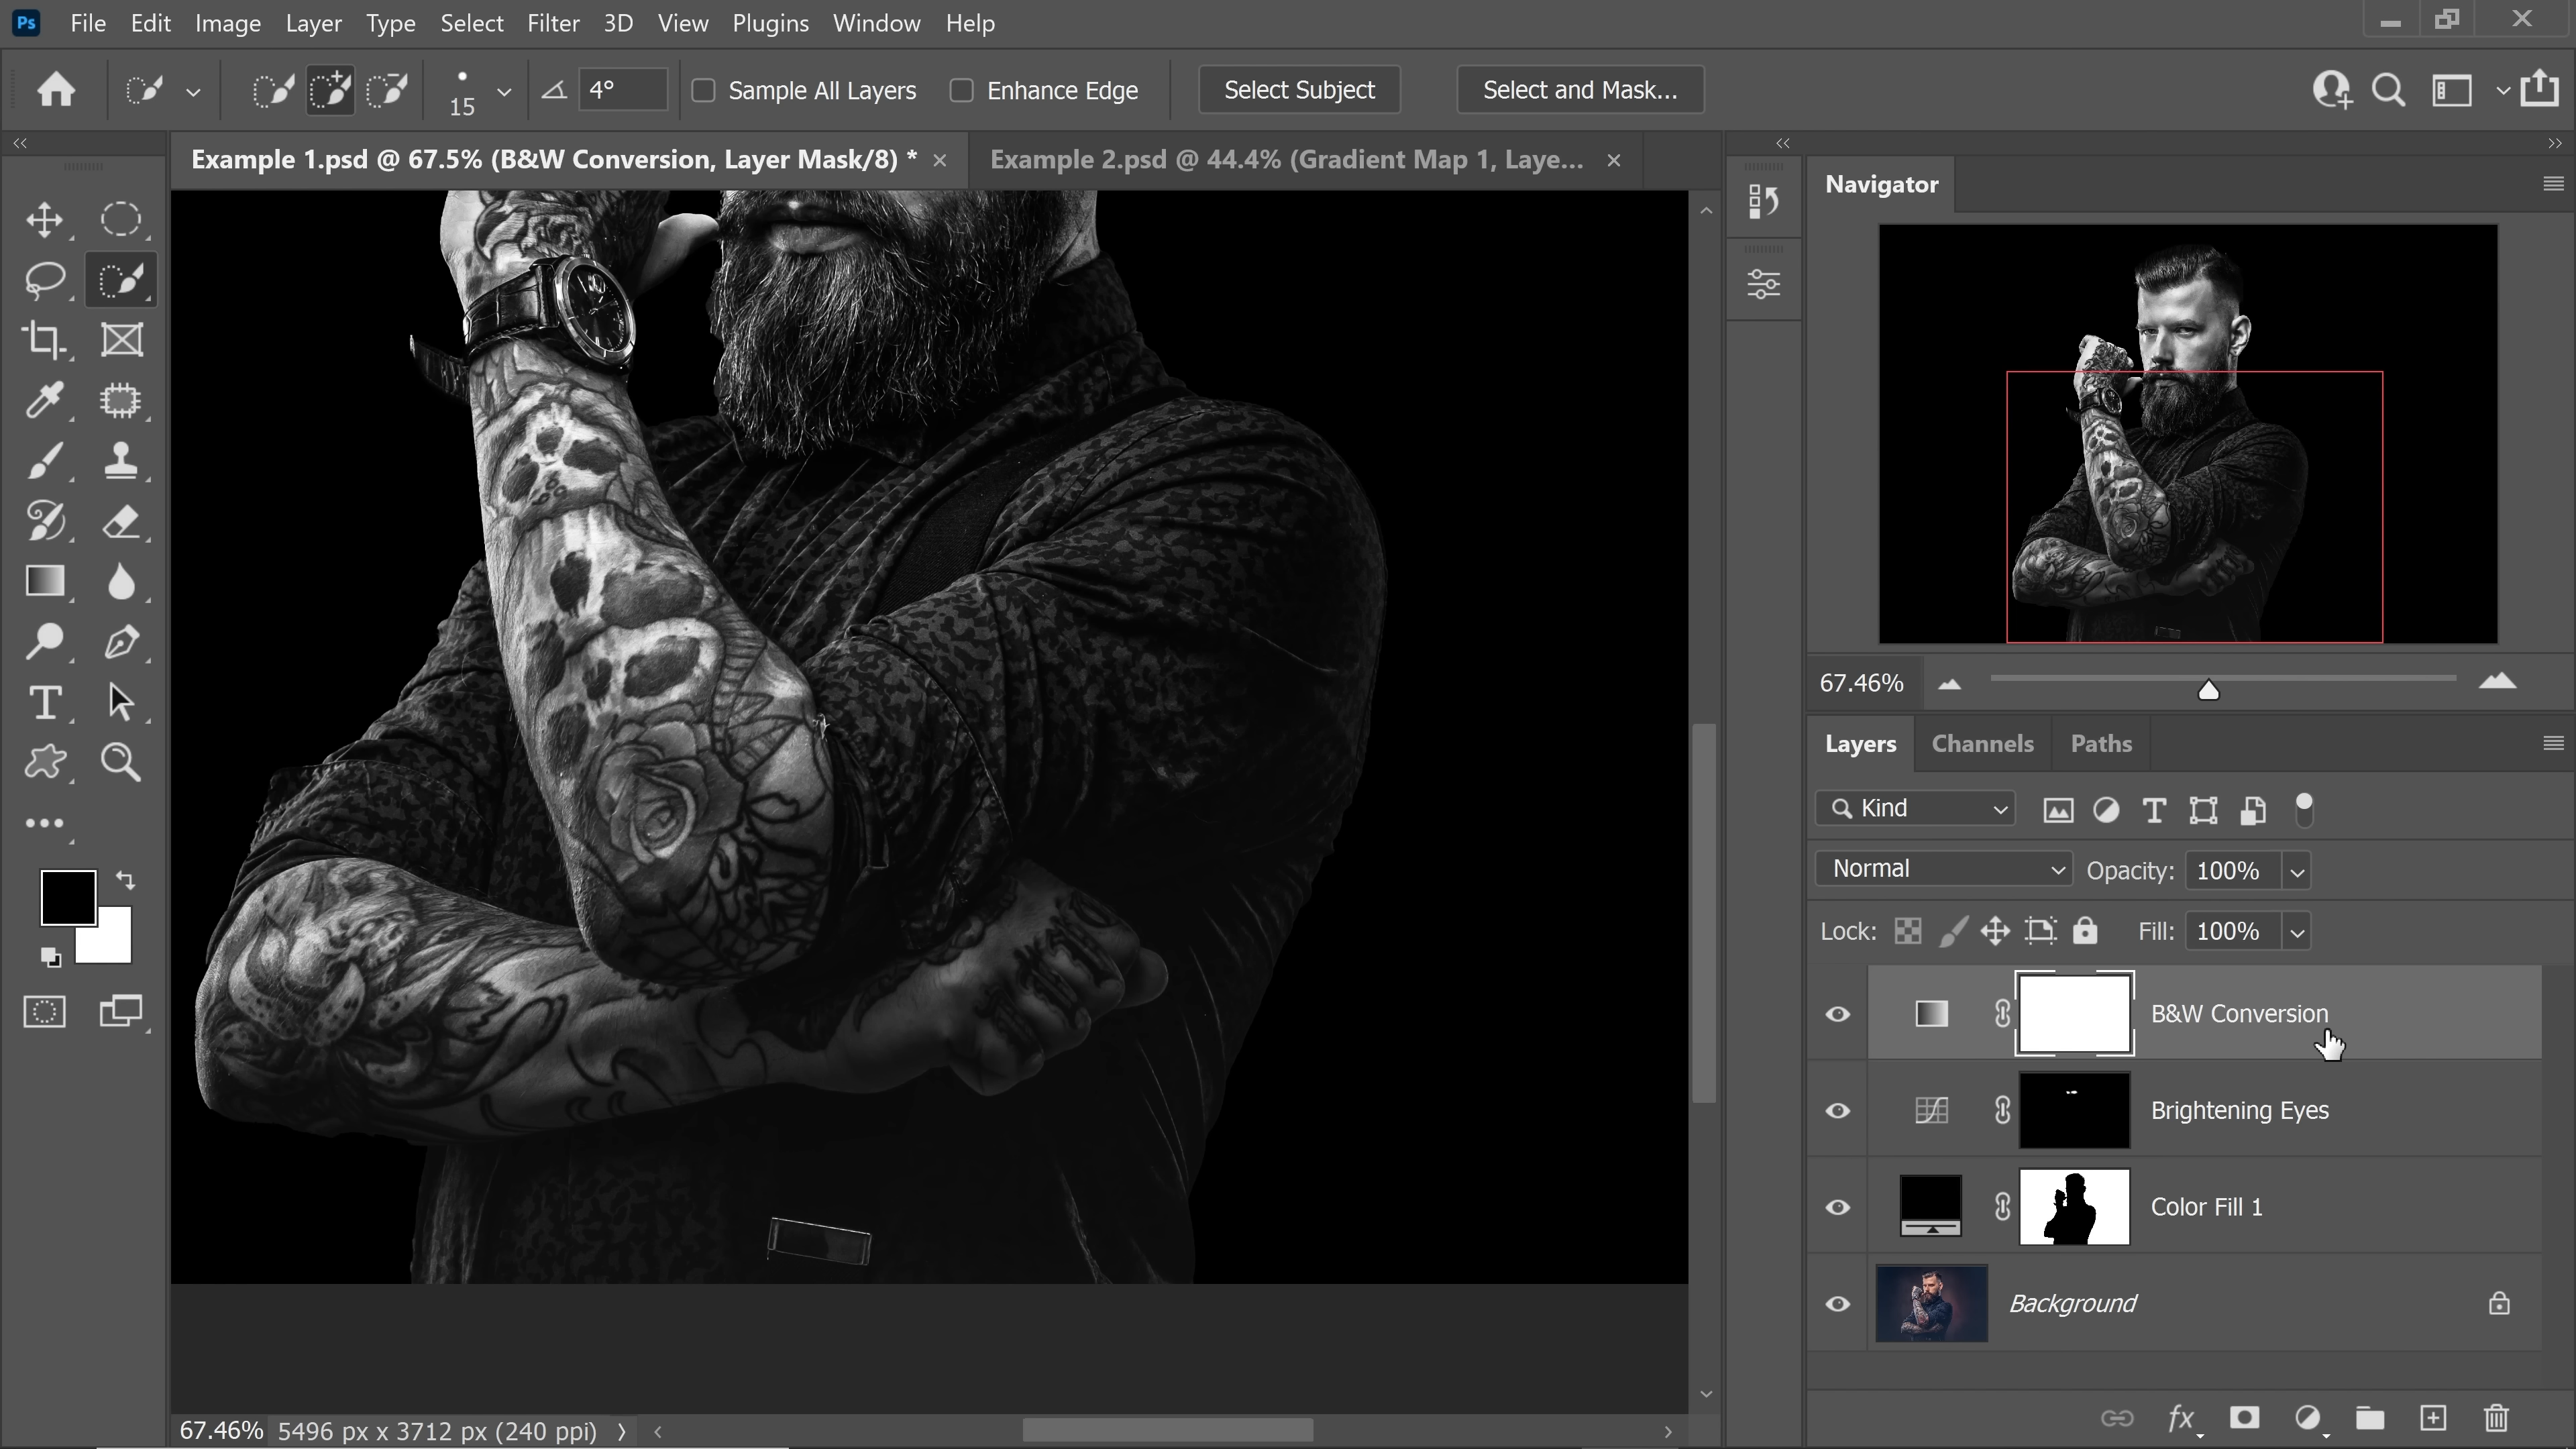 Ps File Edit Image Layer Type Select Filter 3D View Plugins Window Help
15 4° Sample All Layers Enhance Edge Select Subject Select and Mask...
Example 1.psd @ 67.5% (B&W Conversion, Layer Mask/8) * × Example 2.psd @ 44.4% (Gradient Map 1, Laye... ×
Navigator
67.46%
Layers Channels Paths
Kind
Normal Opacity: 100%
Lock: Fill: 100%
B&W Conversion
Brightening Eyes
Color Fill 1
Background
fx
67.46% 5496 px x 3712 px (240 ppi)